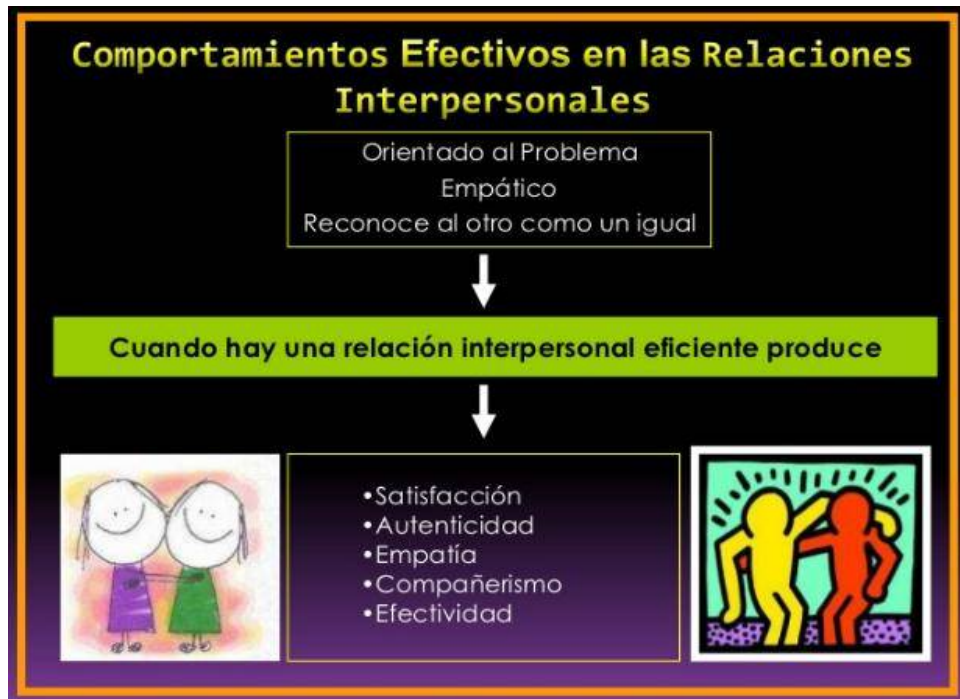 Comportamientos Efectivos en las Relaciones
Interpersonales
Orientado al Problema
Empático
Reconoce al otro como un igual
Cuando hay una relación interpersonal eficiente produce
•Satisfacción
•Autenticidad
•Empatía
•Compañerismo
•Efectividad